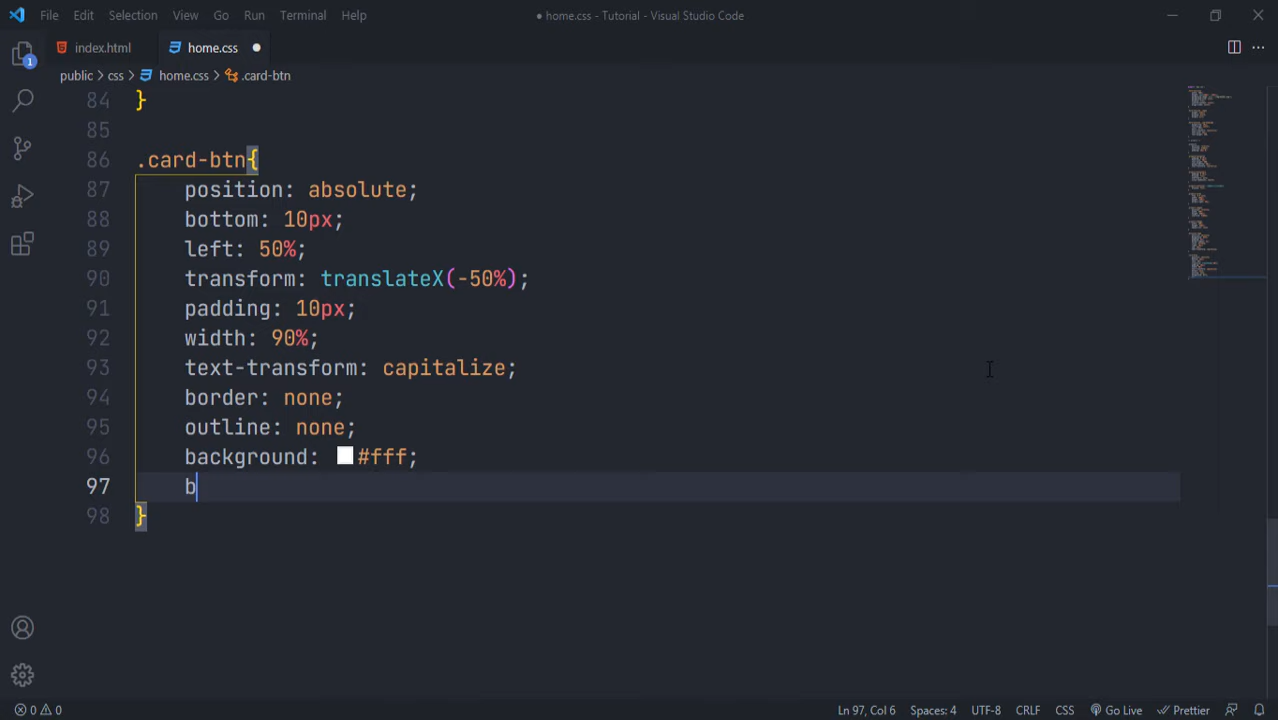 File Edit Selection View Go Run Terminal Help ● home.css - Tutorial - Visual Studio Code
index.html home.css
public > css > home.css > .card-btn
84 }
85
86 .card-btn{
87 position: absolute;
88 bottom: 10px;
89 left: 50%;
90 transform: translateX(-50%);
91 padding: 10px;
92 width: 90%;
93 text-transform: capitalize;
94 border: none;
95 outline: none;
96 background: #fff;
97 b
98 }
1
0 0 Ln 97, Col 6 Spaces: 4 UTF-8 CRLF CSS Go Live Prettier